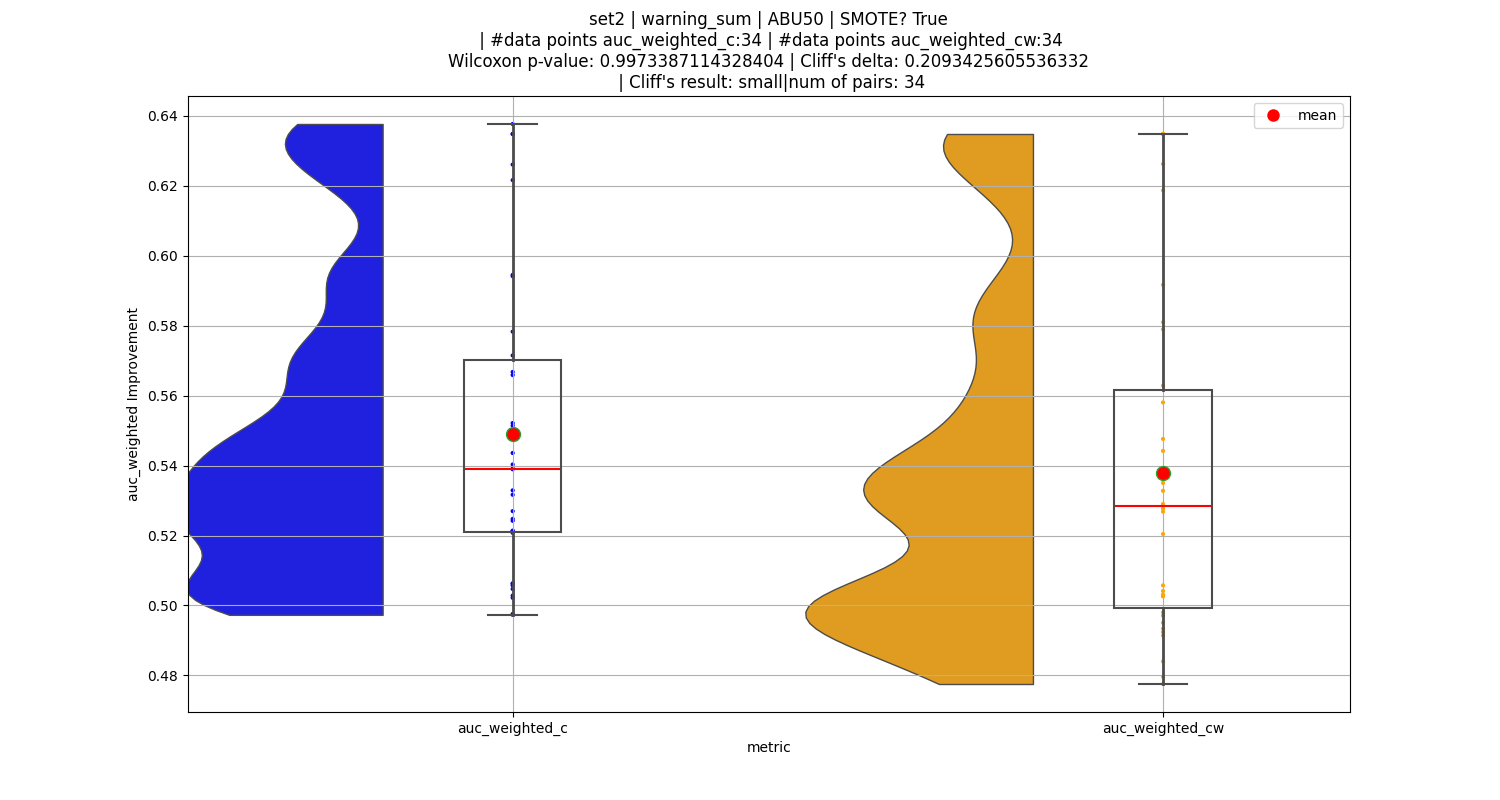 set2 | warning_sum | ABU50 | SMOTE? True
| #data points auc_weighted_c:34 | #data points auc_weighted_cw:34
Wilcoxon p-value: 0.9973387114328404 | Cliff's delta: 0.2093425605536332
| Cliff's result: small|num of pairs: 34
mean
0.64
0.62
0.60
0.58
0.56
0.54
0.52
0.50
0.48
auc_weighted Improvement
auc_weighted_c
auc_weighted_cw
metric